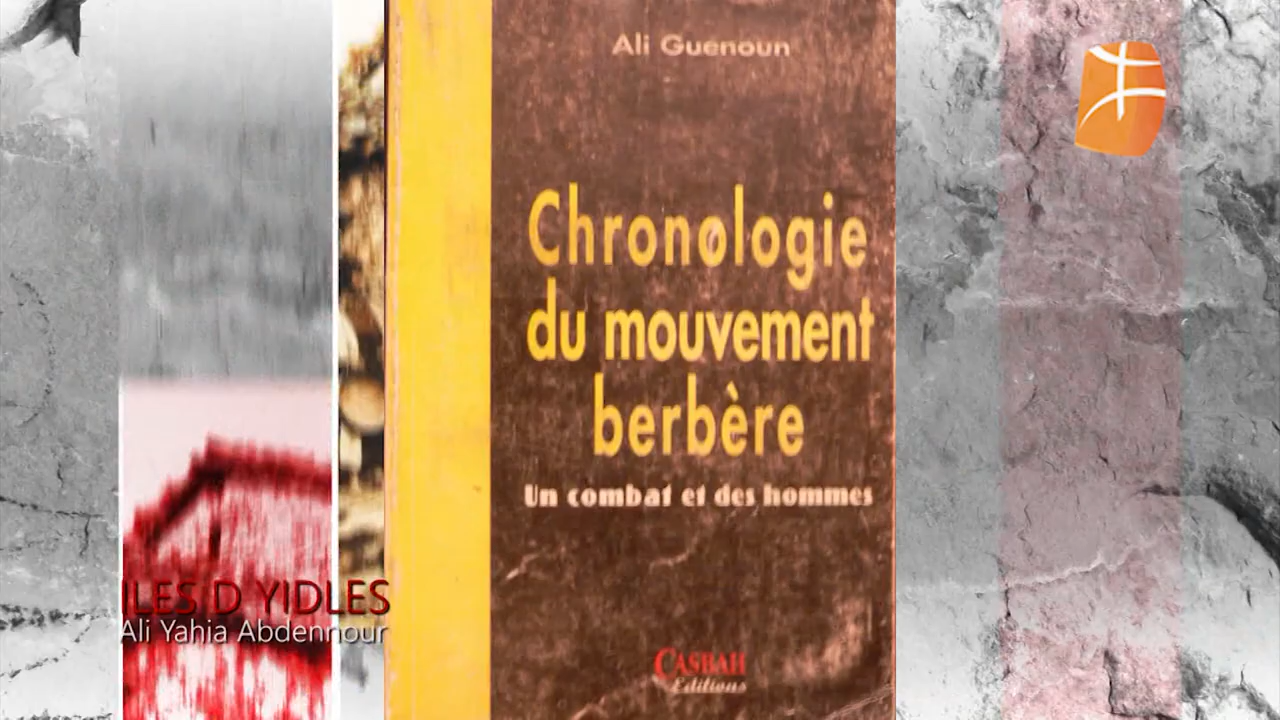 Ali Guenoun
Chronologie
du mouvement
berbère
Un combat et des hommes
CASBAH
Editions
ILES D YIDLES
Ali Yahia Abdennour